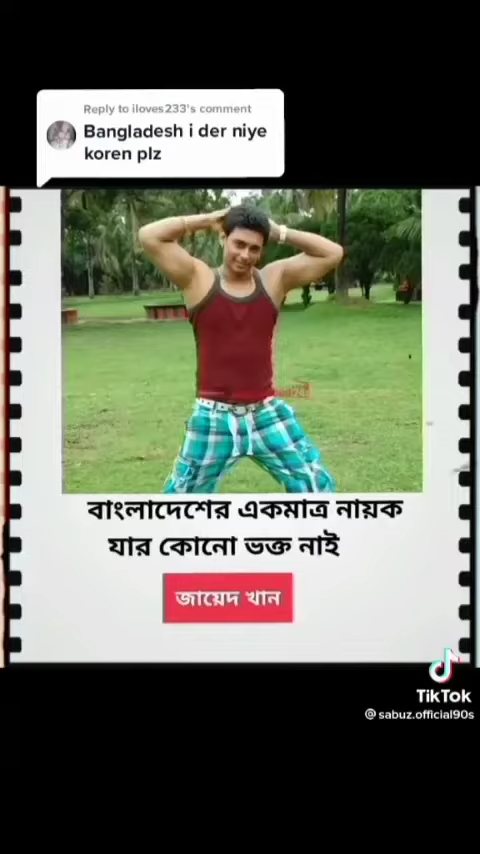 Reply to iloves233's comment
Bangladesh i der niye
koren plz
বাংলাদেশের একমাত্র নায়ক
যার কোনো ভক্ত নাই
জায়েদ খান
TikTok
@sabuz.official90s